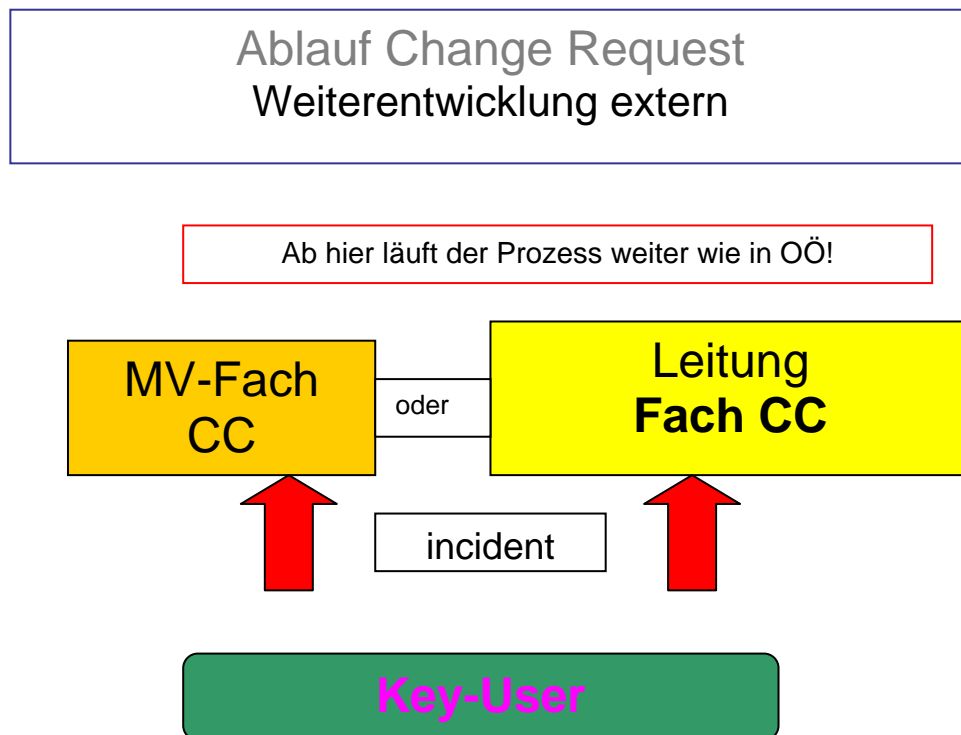 Ablauf Change Request
Weiterentwicklung extern
Ab hier läuft der Prozess weiter wie in OÖ!
MV-Fach
CC
oder
Leitung
Fach CC
incident
Key-User